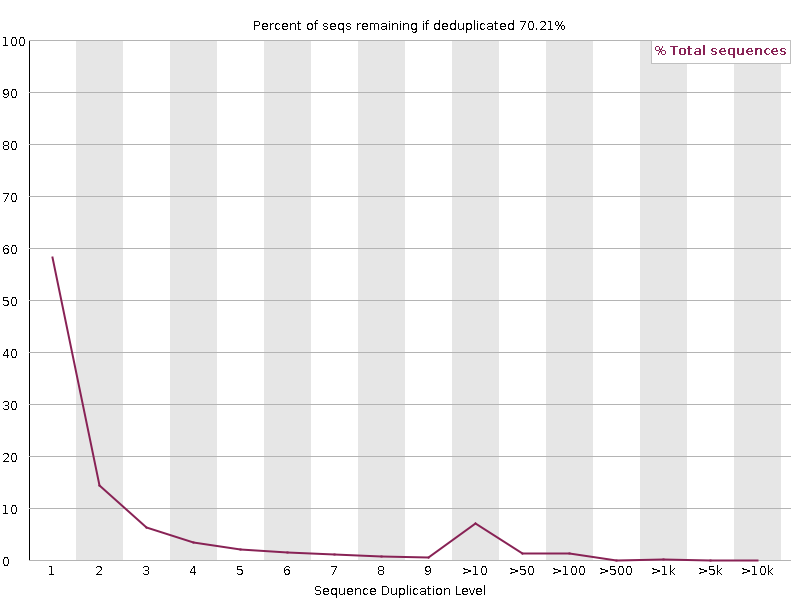 Percent of seqs remaining if deduplicated 70.21%
% Total sequences
100
90
80
70
60
50
40
30
20
10
0
1 2 3 4 5 6 7 8 9 >10 >50 >100 >500 >1k >5k >10k
Sequence Duplication Level